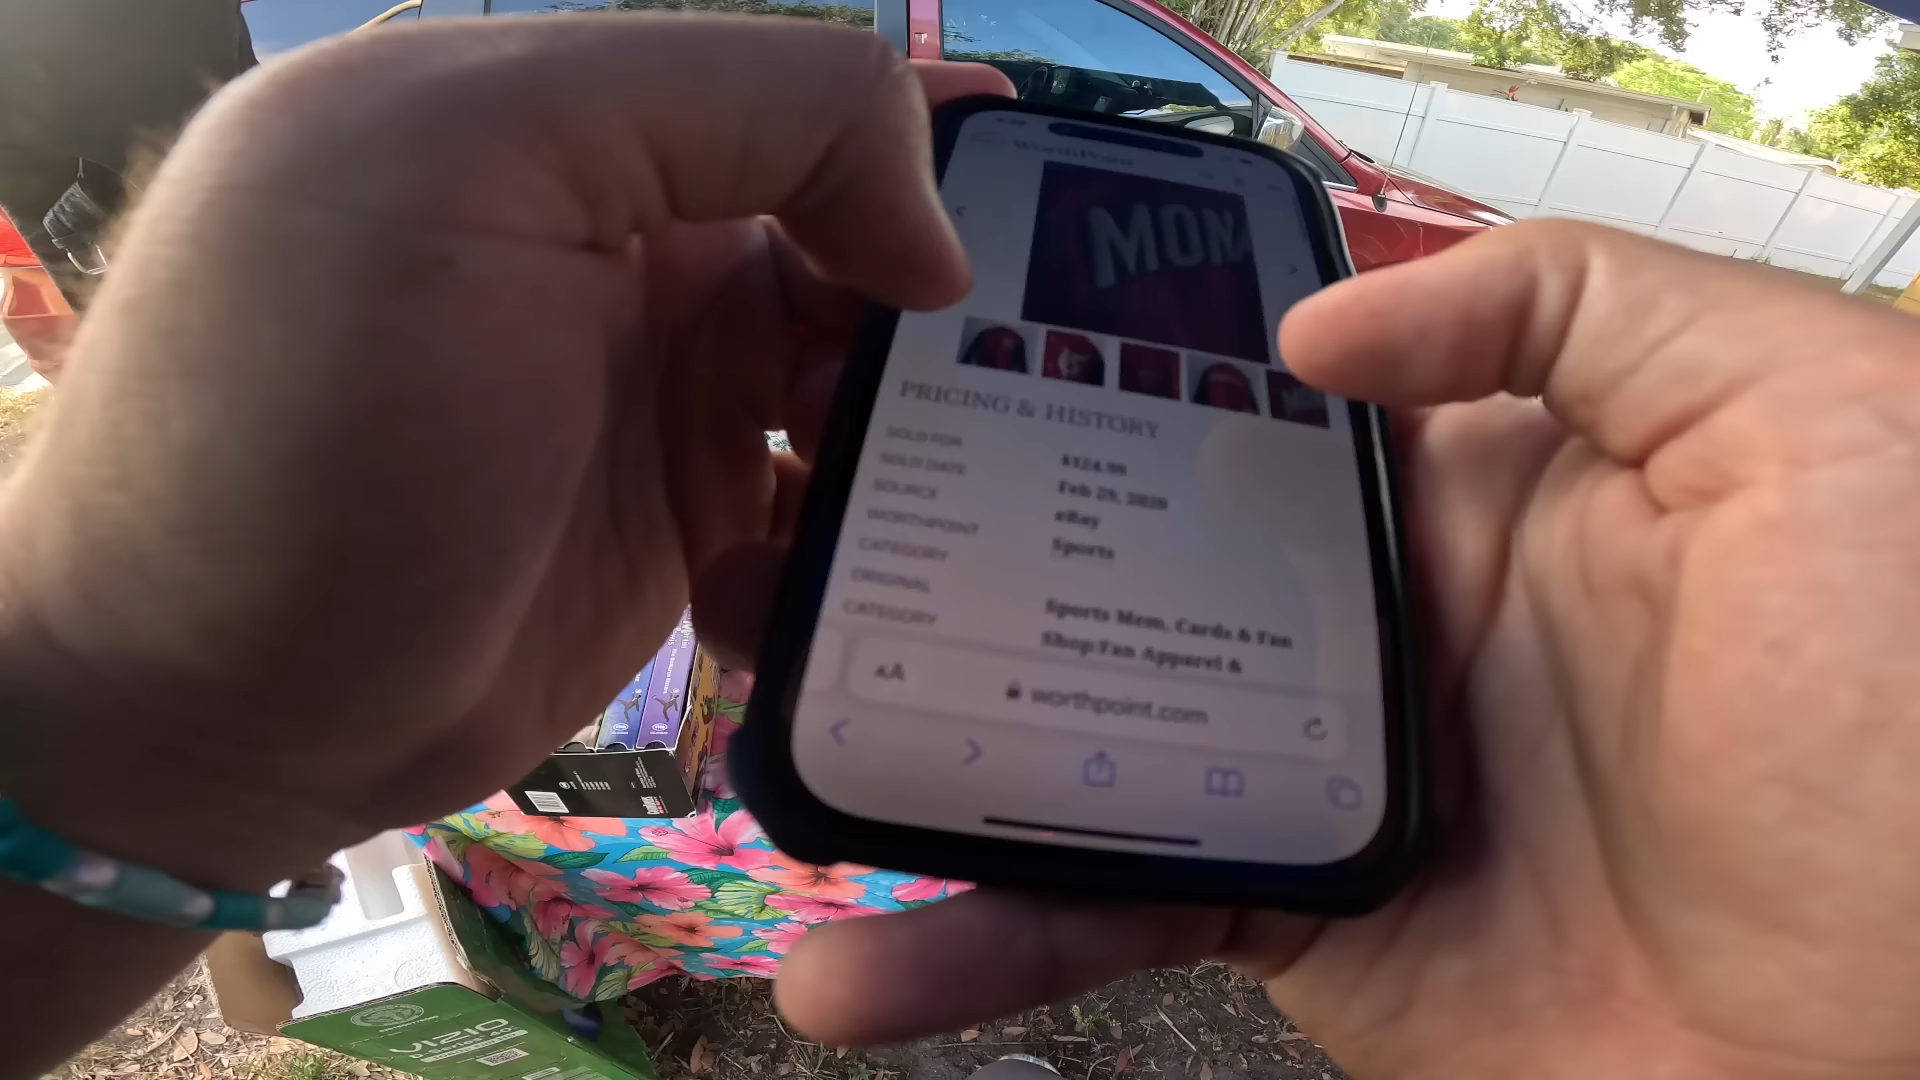 WorthPoint
MONA
PRICING & HISTORY
SOLD FOR
$124.99
SOLD DATE
Feb 29, 2020
SOURCE
eBay
WORTHPOINT
CATEGORY
Sports
ORIGINAL
CATEGORY
Sports Mem, Cards & Fan
Shop:Fan Apparel &
AA
worthpoint.com
VIZIO